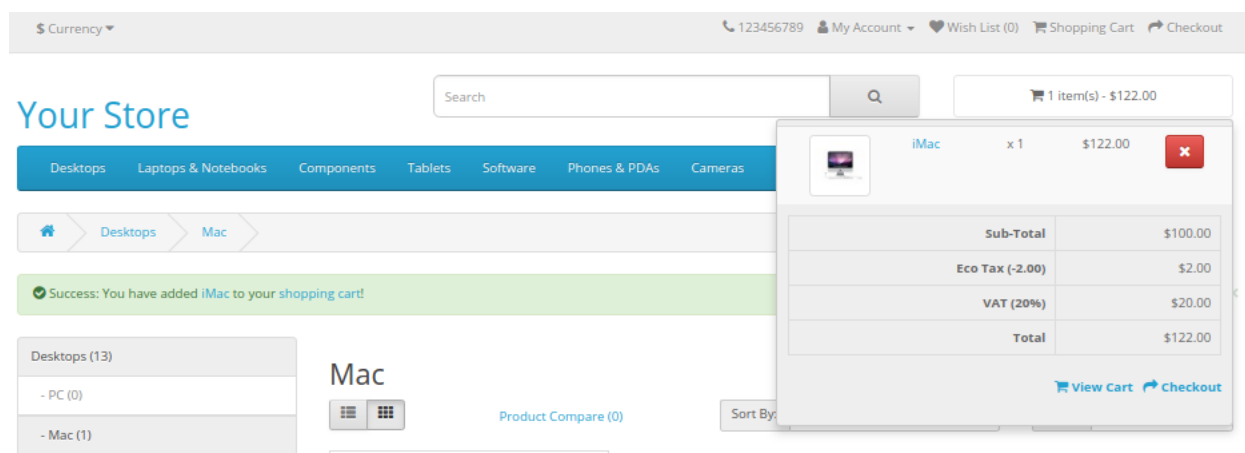 $ Currency
123456789 My Account Wish List (0) Shopping Cart Checkout
Your Store
Search
1 item(s) - $122.00
Desktops Laptops & Notebooks Components Tablets Software Phones & PDAs Cameras
iMac x 1 $122.00
Sub-Total $100.00
Eco Tax (-2.00) $2.00
VAT (20%) $20.00
Total $122.00
View Cart Checkout
Desktops Mac
Success: You have added iMac to your shopping cart!
Desktops (13)
- PC (0)
- Mac (1)
Mac
Product Compare (0)
Sort By: